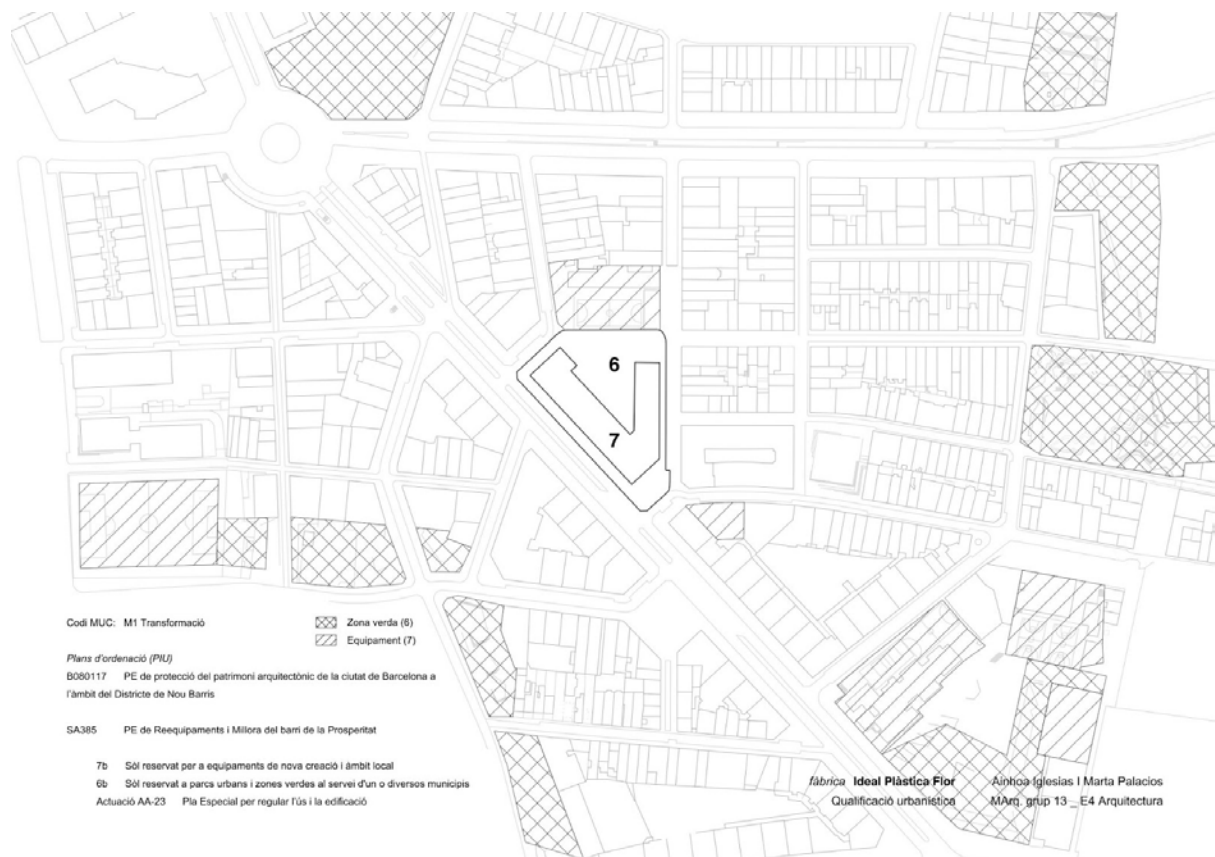 6
7
Codi MUC: M1 Transformació
Zona verda (6)
Equipament (7)
Plans d'ordenació (PIU)
B080117 PE de protecció del patrimoni arquitectònic de la ciutat de Barcelona a
l'àmbit del Districte de Nou Barris
SA385 PE de Reequipaments i Millora del barri de la Prosperitat
7b Sòl reservat per a equipaments de nova creació i àmbit local
6b Sòl reservat a parcs urbans i zones verdes al servei d'un o diversos municipis
Actuació AA-23 Pla Especial per regular l'ús i la edificació
fàbrica Ideal Plàstica Flor
Qualificació urbanística
Ainhoa Iglesias I Marta Palacios
MArq. grup 13 _ E4 Arquitectura